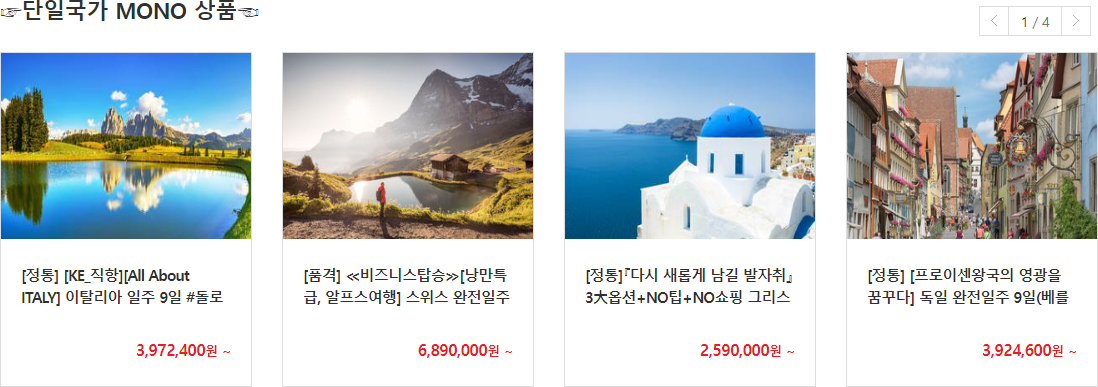 ☞단일국가 MONO 상품☜
1 / 4
[정통] [KE_직항][All About
ITALY] 이탈리아 일주 9일 #돌로
3,972,400원 ~
[품격] ≪비즈니스탑승≫[낭만특
급, 알프스여행] 스위스 완전일주
6,890,000원 ~
[정통]『다시 새롭게 남길 발자취』
3大옵션+NO팁+NO쇼핑 그리스
2,590,000원 ~
[정통] [프로이센왕국의 영광을
꿈꾸다] 독일 완전일주 9일(베를
3,924,600원 ~